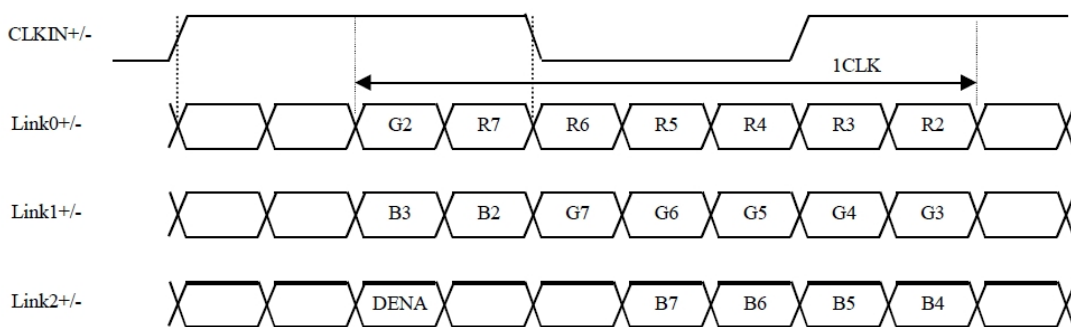 CLKIN+/-
1CLK
Link0+/- G2 R7 R6 R5 R4 R3 R2
Link1+/- B3 B2 G7 G6 G5 G4 G3
Link2+/- DENA B7 B6 B5 B4